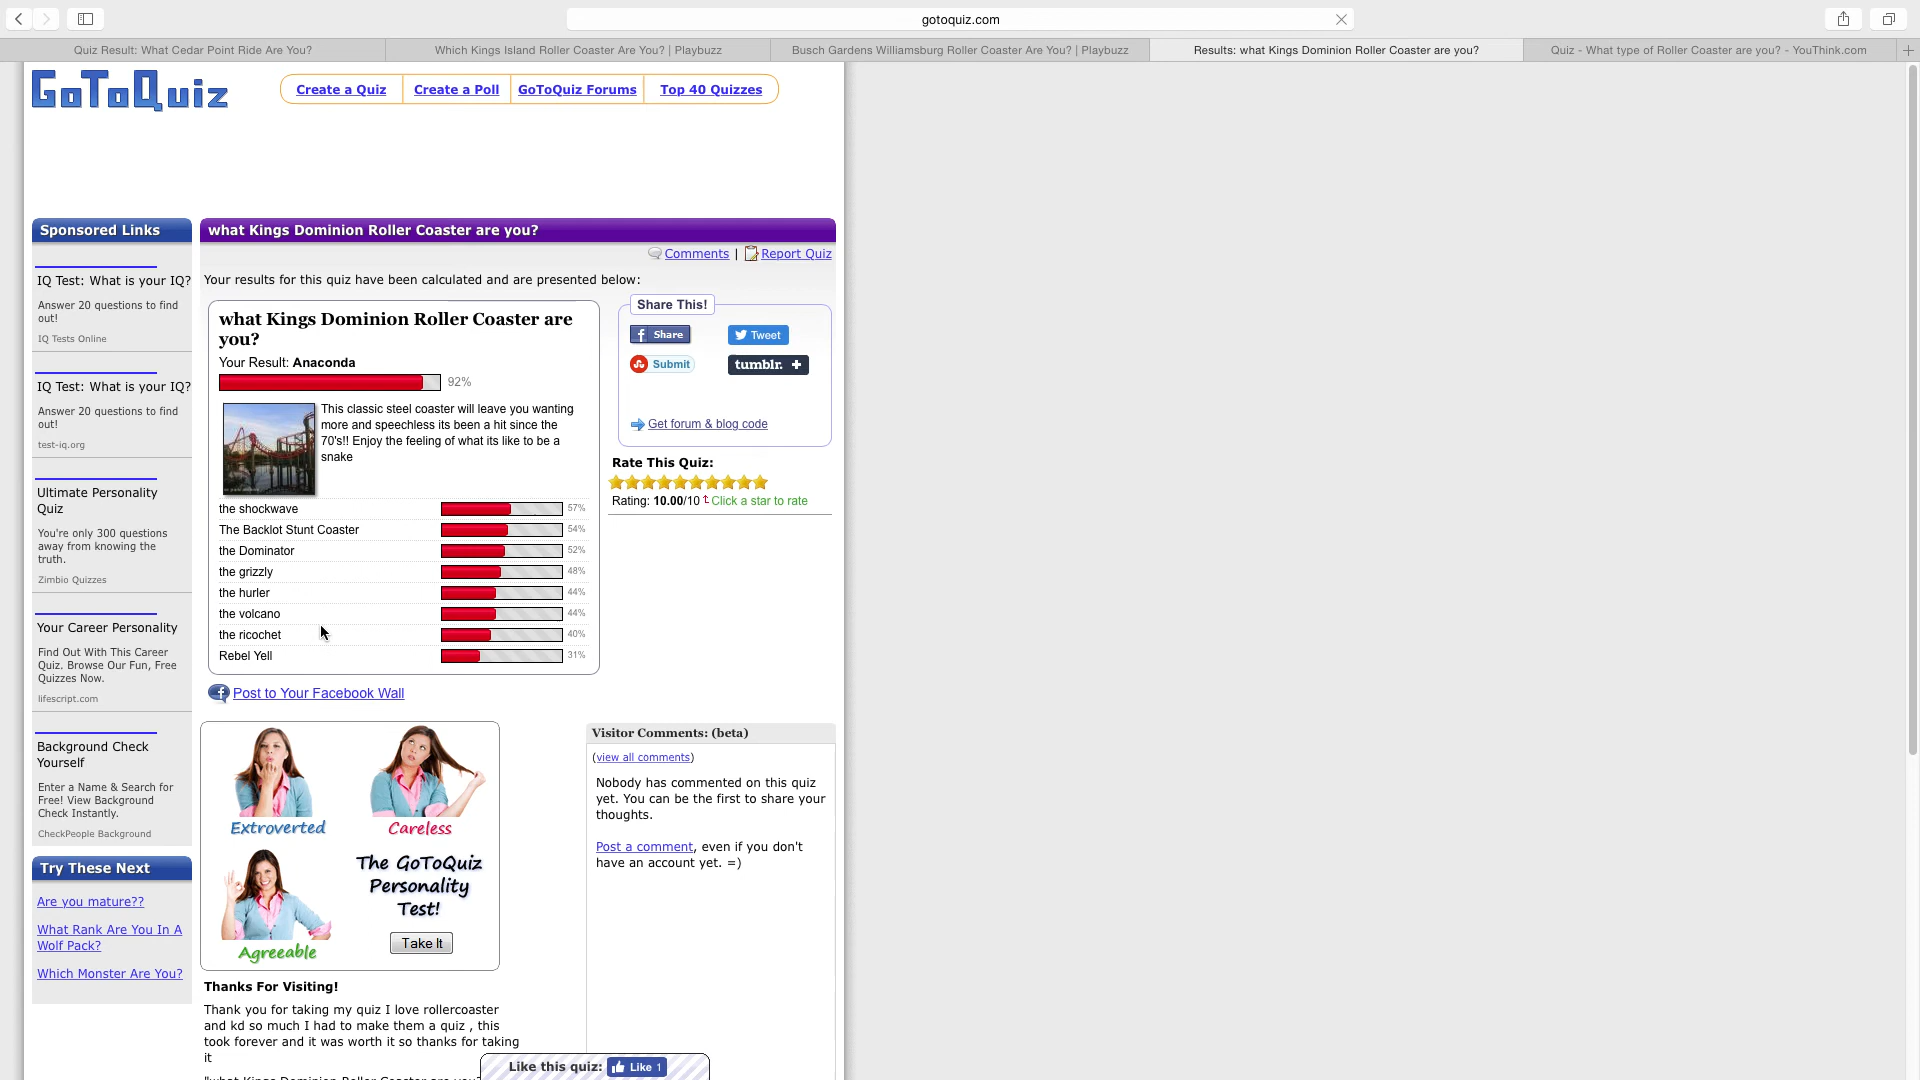 gotoquiz.com
Quiz Result: What Cedar Point Ride Are You?
Which Kings Island Roller Coaster Are You? | Playbuzz
Busch Gardens Williamsburg Roller Coaster Are You? | Playbuzz
Results: what Kings Dominion Roller Coaster are you?
Quiz - What type of Roller Coaster are you? - YouThink.com
GoToQuiz
Create a Quiz
Create a Poll
GoToQuiz Forums
Top 40 Quizzes
Sponsored Links
IQ Test: What is your IQ?
Answer 20 questions to find
out!
IQ Tests Online
IQ Test: What is your IQ?
Answer 20 questions to find
out!
test-iq.org
Ultimate Personality
Quiz
You're only 300 questions
away from knowing the
truth.
Zimbio Quizzes
Your Career Personality
Find Out With This Career
Quiz. Browse Our Fun, Free
Quizzes Now.
lifescript.com
Background Check
Yourself
Enter a Name & Search for
Free! View Background
Check Instantly.
CheckPeople Background
Try These Next
Are you mature??
What Rank Are You In A
Wolf Pack?
Which Monster Are You?
what Kings Dominion Roller Coaster are you?
Comments | Report Quiz
Your results for this quiz have been calculated and are presented below:
what Kings Dominion Roller Coaster are
you?
Your Result: Anaconda
92%
This classic steel coaster will leave you wanting
more and speechless its been a hit since the
70's!! Enjoy the feeling of what its like to be a
snake
the shockwave 57%
The Backlot Stunt Coaster 54%
the Dominator 52%
the grizzly 48%
the hurler 44%
the volcano 44%
the ricochet 40%
Rebel Yell 31%
Post to Your Facebook Wall
Share This!
Share
Tweet
Submit
tumblr. +
Get forum & blog code
Rate This Quiz:
Rating: 10.00/10 Click a star to rate
Extroverted
Careless
Agreeable
The GoToQuiz
Personality
Test!
Take It
Visitor Comments: (beta)
(view all comments)
Nobody has commented on this quiz
yet. You can be the first to share your
thoughts.
Post a comment, even if you don't
have an account yet. =)
Thanks For Visiting!
Thank you for taking my quiz I love rollercoaster
and kd so much I had to make them a quiz , this
took forever and it was worth it so thanks for taking
it
"what Kings Dominion Roller Coaster are you?
Like this quiz: Like 1